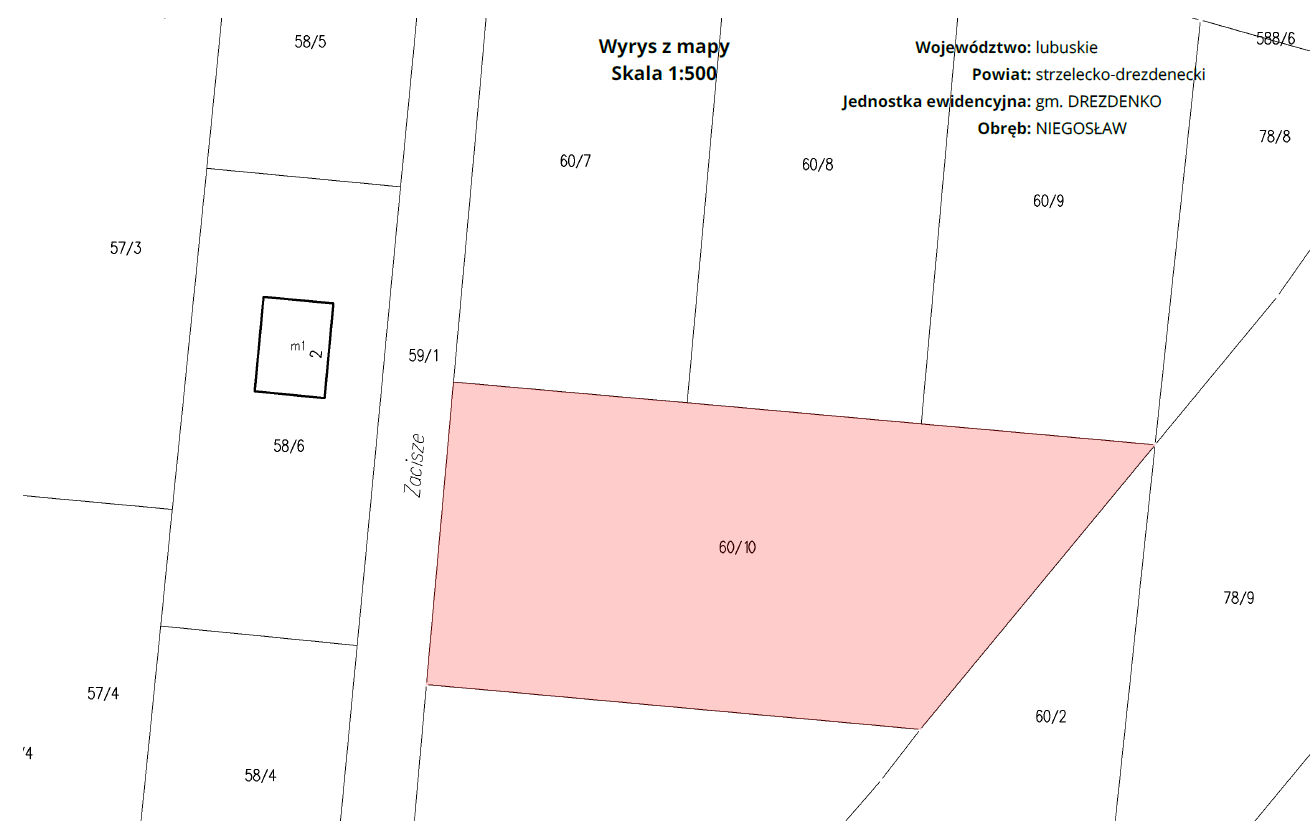 58/5
Wyrys z mapy
Skala 1:500
Województwo: lubuskie
Powiat: strzelecko-drezdenecki
Jednostka ewidencyjna: gm. DREZDENKO
Obręb: NIEGOSŁAW
588/6
78/8
60/7
60/8
60/9
57/3
m1
2
59/1
58/6
Zacisze
60/10
78/9
57/4
60/2
/4
58/4